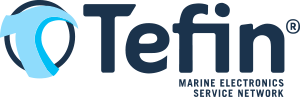 Tefin®
MARINE ELECTRONICS
SERVICE NETWORK